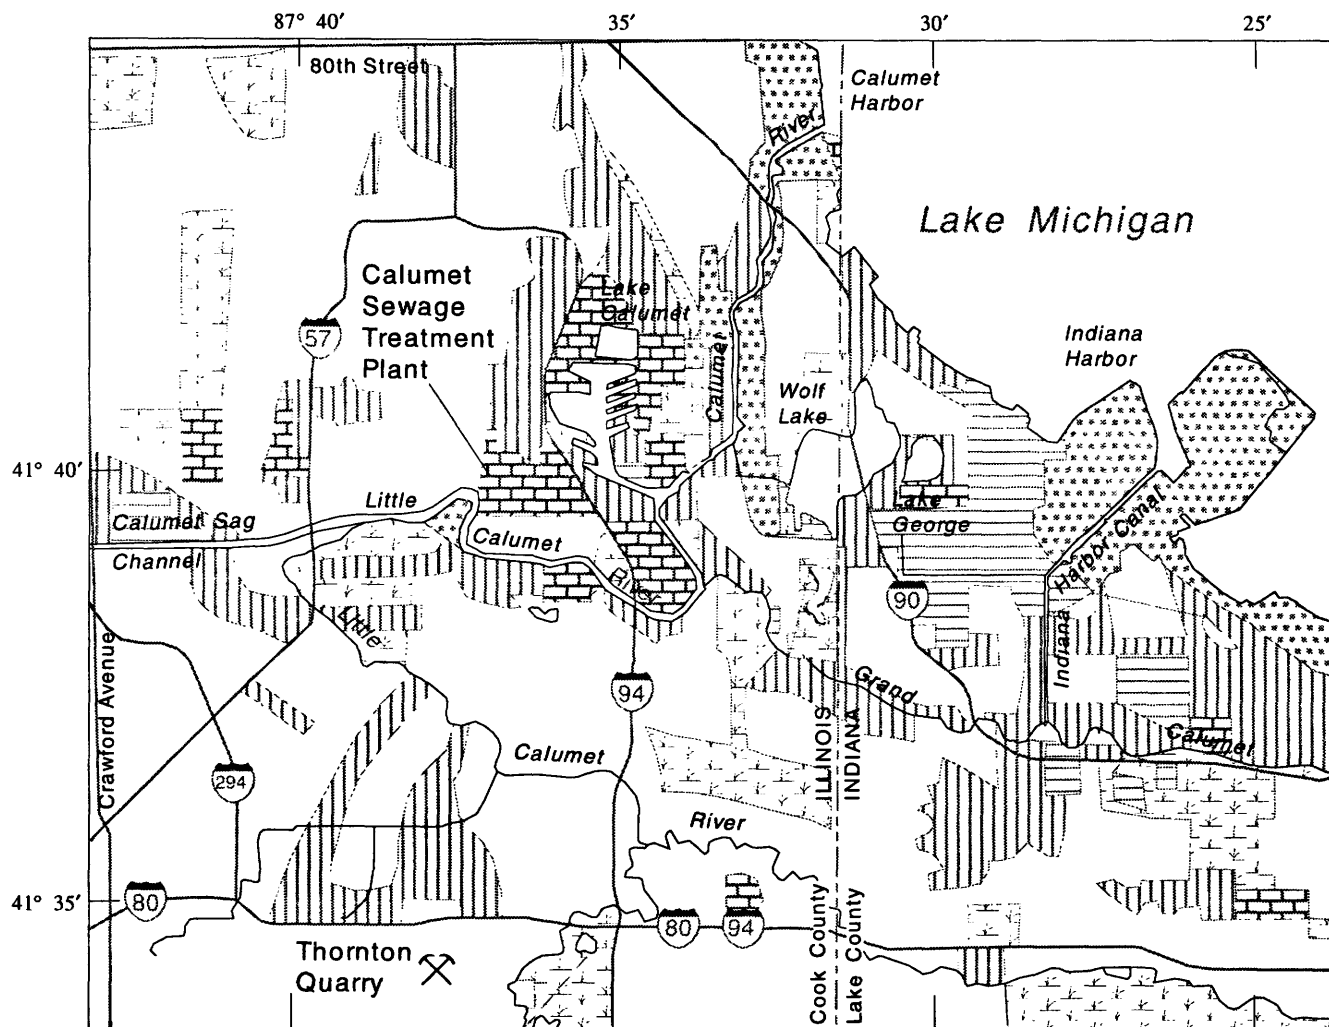 87° 40′
35′
30′
25′
80th Street
Calumet
Harbor
River
Lake Michigan
Calumet
Sewage
Treatment
Plant
Lake
Calumet
57
Indiana
Harbor
Calumet
Wolf
Lake
41° 40′
Little
Calumet Sag
Channel
Calumet
River
Lake
George
Indiana
Harbor Canal
90
Little
Crawford Avenue
94
Grand
Calumet
ILLINOIS
INDIANA
294
Calumet
River
41° 35′
80
80
94
Cook County
Lake County
Thornton
Quarry